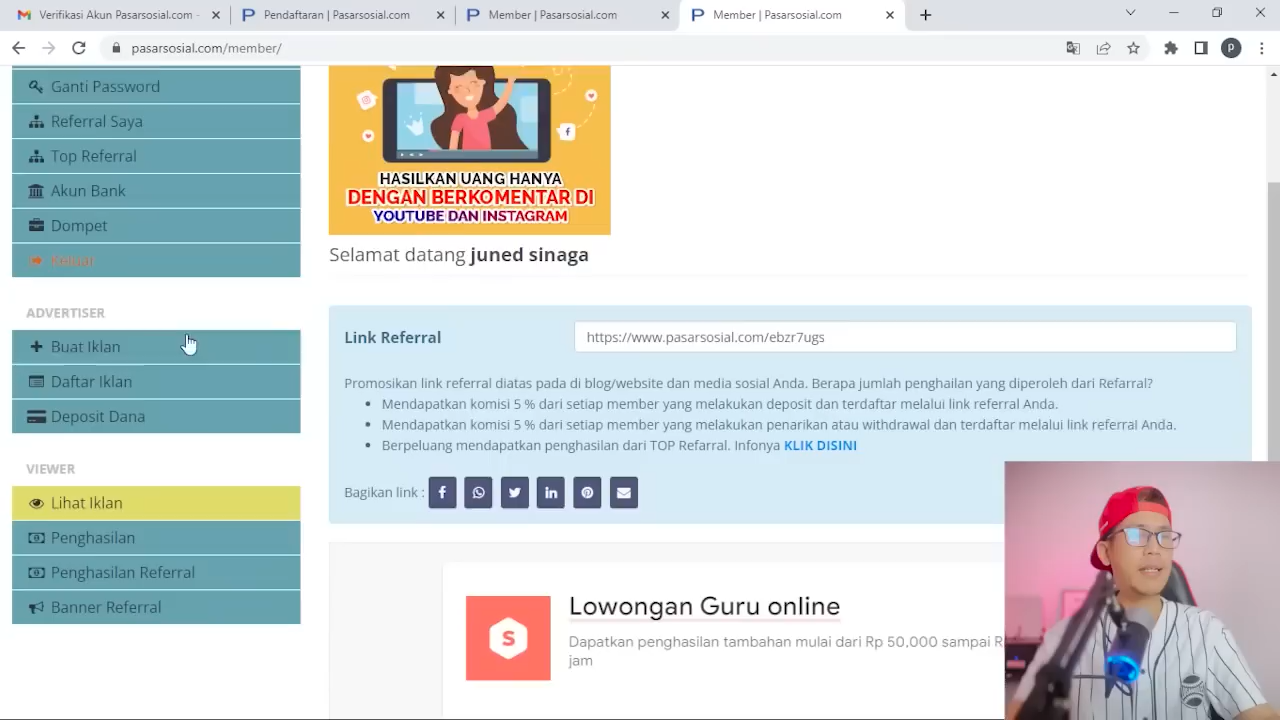 Verifikasi Akun Pasarsosial.com -
Pendaftaran | Pasarsosial.com
Member | Pasarsosial.com
Member | Pasarsosial.com
pasarsosial.com/member/
P
Ganti Password
Referral Saya
Top Referral
Akun Bank
Dompet
Keluar
ADVERTISER
Buat Iklan
Daftar Iklan
Deposit Dana
VIEWER
Lihat Iklan
Penghasilan
Penghasilan Referral
Banner Referral
HASILKAN UANG HANYA
DENGAN BERKOMENTAR DI
YOUTUBE DAN INSTAGRAM
Selamat datang juned sinaga
Link Referral
https://www.pasarsosial.com/ebzr7ugs
Promosikan link referral diatas pada di blog/website dan media sosial Anda. Berapa jumlah penghailan yang diperoleh dari Refarral?
Mendapatkan komisi 5 % dari setiap member yang melakukan deposit dan terdaftar melalui link referral Anda.
Mendapatkan komisi 5 % dari setiap member yang melakukan penarikan atau withdrawal dan terdaftar melalui link referral Anda.
Berpeluang mendapatkan penghasilan dari TOP Refarral. Infonya KLIK DISINI
Bagikan link :
S
Lowongan Guru online
Dapatkan penghasilan tambahan mulai dari Rp 50,000 sampai
jam